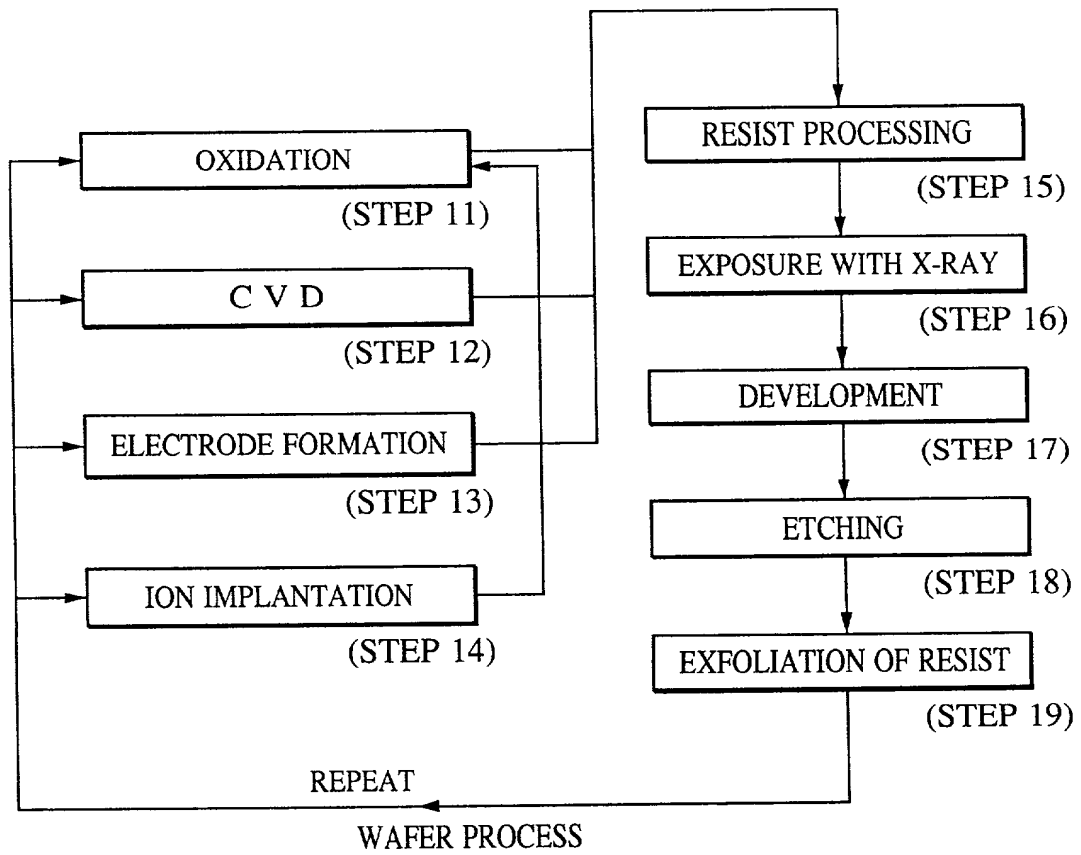 OXIDATION
(STEP 11)
C V D
(STEP 12)
ELECTRODE FORMATION
(STEP 13)
ION IMPLANTATION
(STEP 14)
RESIST PROCESSING
(STEP 15)
EXPOSURE WITH X-RAY
(STEP 16)
DEVELOPMENT
(STEP 17)
ETCHING
(STEP 18)
EXFOLIATION OF RESIST
(STEP 19)
REPEAT
WAFER PROCESS